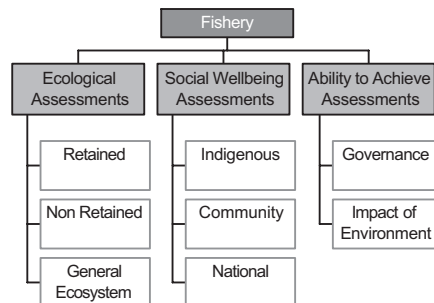 Fishery
Ecological
Assessments
Social Wellbeing
Assessments
Ability to Achieve
Assessments
Retained
Non Retained
General
Ecosystem
Indigenous
Community
National
Governance
Impact of
Environment